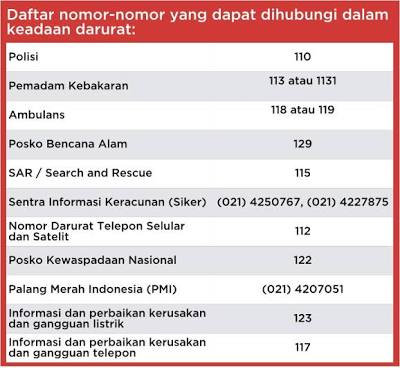 Daftar nomor-nomor yang dapat dihubungi dalam
keadaan darurat:
Polisi 110
Pemadam Kebakaran 113 atau 1131
Ambulans 118 atau 119
Posko Bencana Alam 129
SAR / Search and Rescue 115
Sentra Informasi Keracunan (Siker) (021) 4250767, (021) 4227875
Nomor Darurat Telepon Selular
dan Satelit 112
Posko Kewaspadaan Nasional 122
Palang Merah Indonesia (PMI) (021) 4207051
Informasi dan perbaikan kerusakan
dan gangguan listrik 123
Informasi dan perbaikan kerusakan
dan gangguan telepon 117